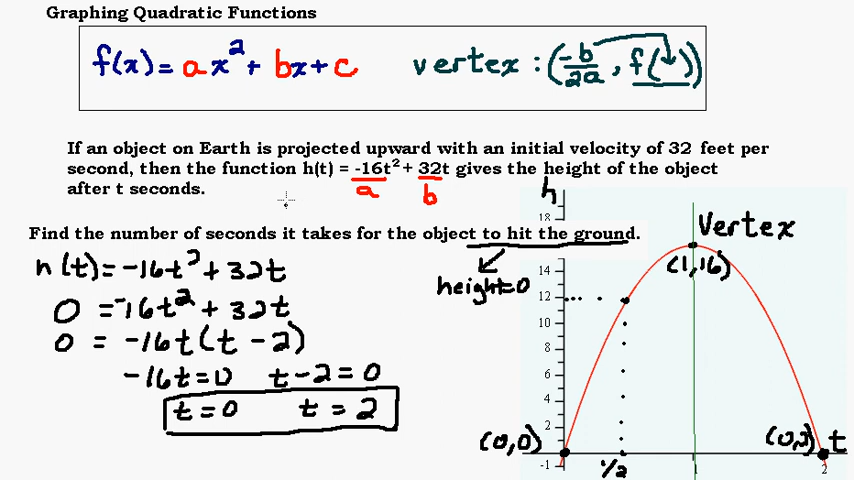 Graphing Quadratic Functions
f(x) = ax² + bx + c vertex : (-b/2a, f( ))
If an object on Earth is projected upward with an initial velocity of 32 feet per
second, then the function h(t) = -16t² + 32t gives the height of the object
a b
after t seconds.
Find the number of seconds it takes for the object to hit the ground.
height=0
h(t) = -16t² + 32t
0 = -16t² + 32t
0 = -16t(t - 2)
-16t = 0 t - 2 = 0
t = 0 t = 2
h
18
Vertex
(1,16)
14
12
10
8
6
4
2
-1
(0,0)
1/2
1
2
t